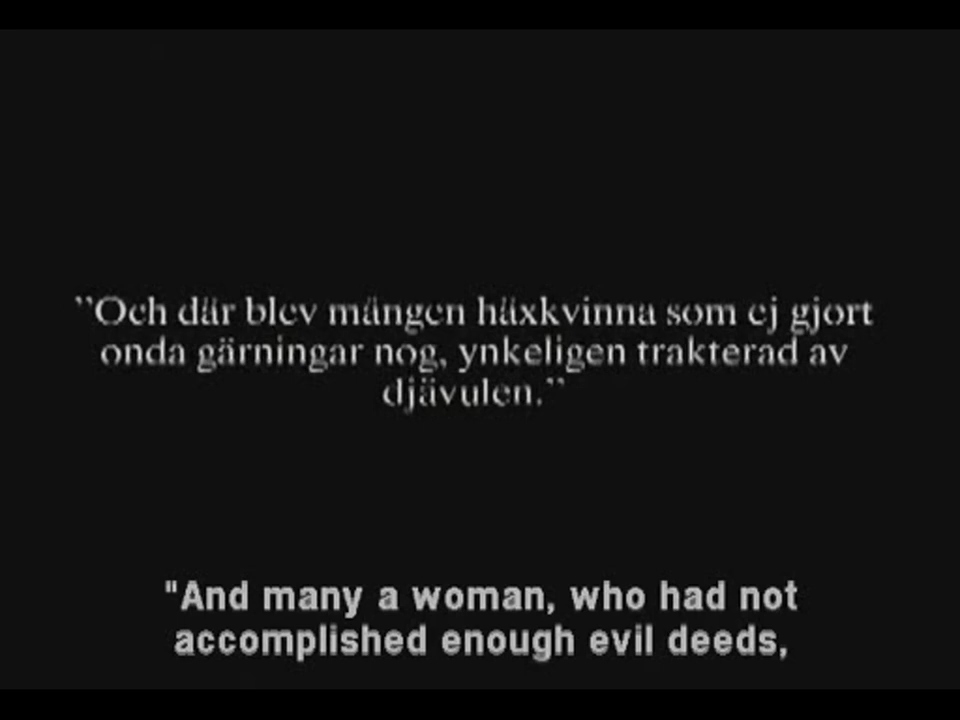 ”Och där blev mången häxkvinna som ej gjort
onda gärningar nog, ynkeligen trakterad av
djävulen.”
"And many a woman, who had not
accomplished enough evil deeds,